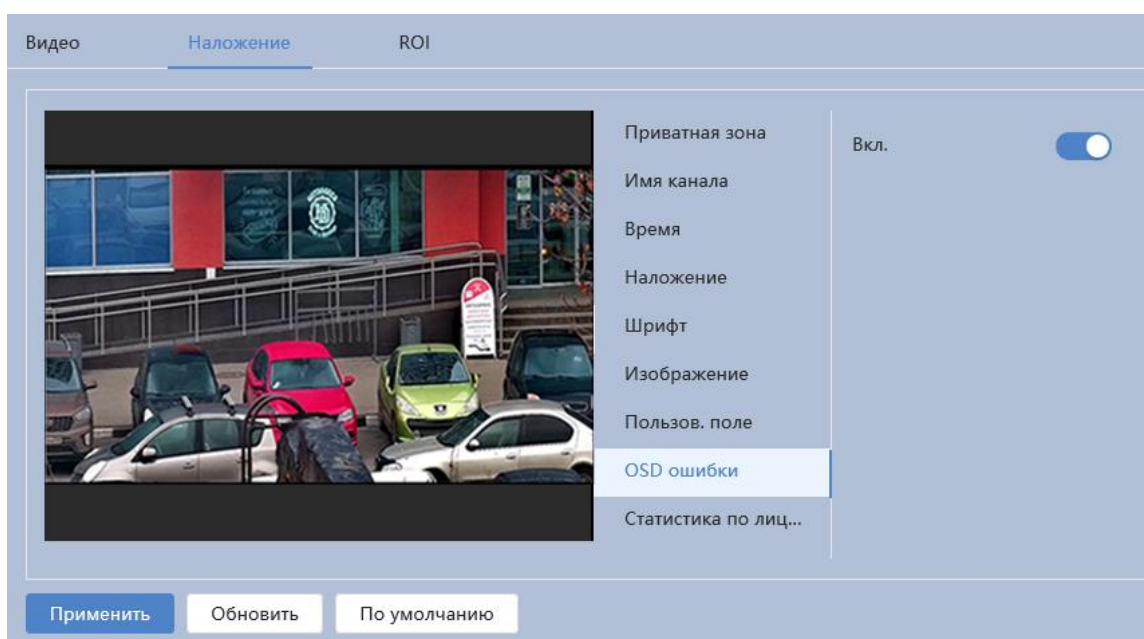 Видео
Наложение
ROI
Приватная зона
Имя канала
Время
Наложение
Шрифт
Изображение
Пользов. поле
OSD ошибки
Статистика по лиц...
Вкл.
Применить
Обновить
По умолчанию